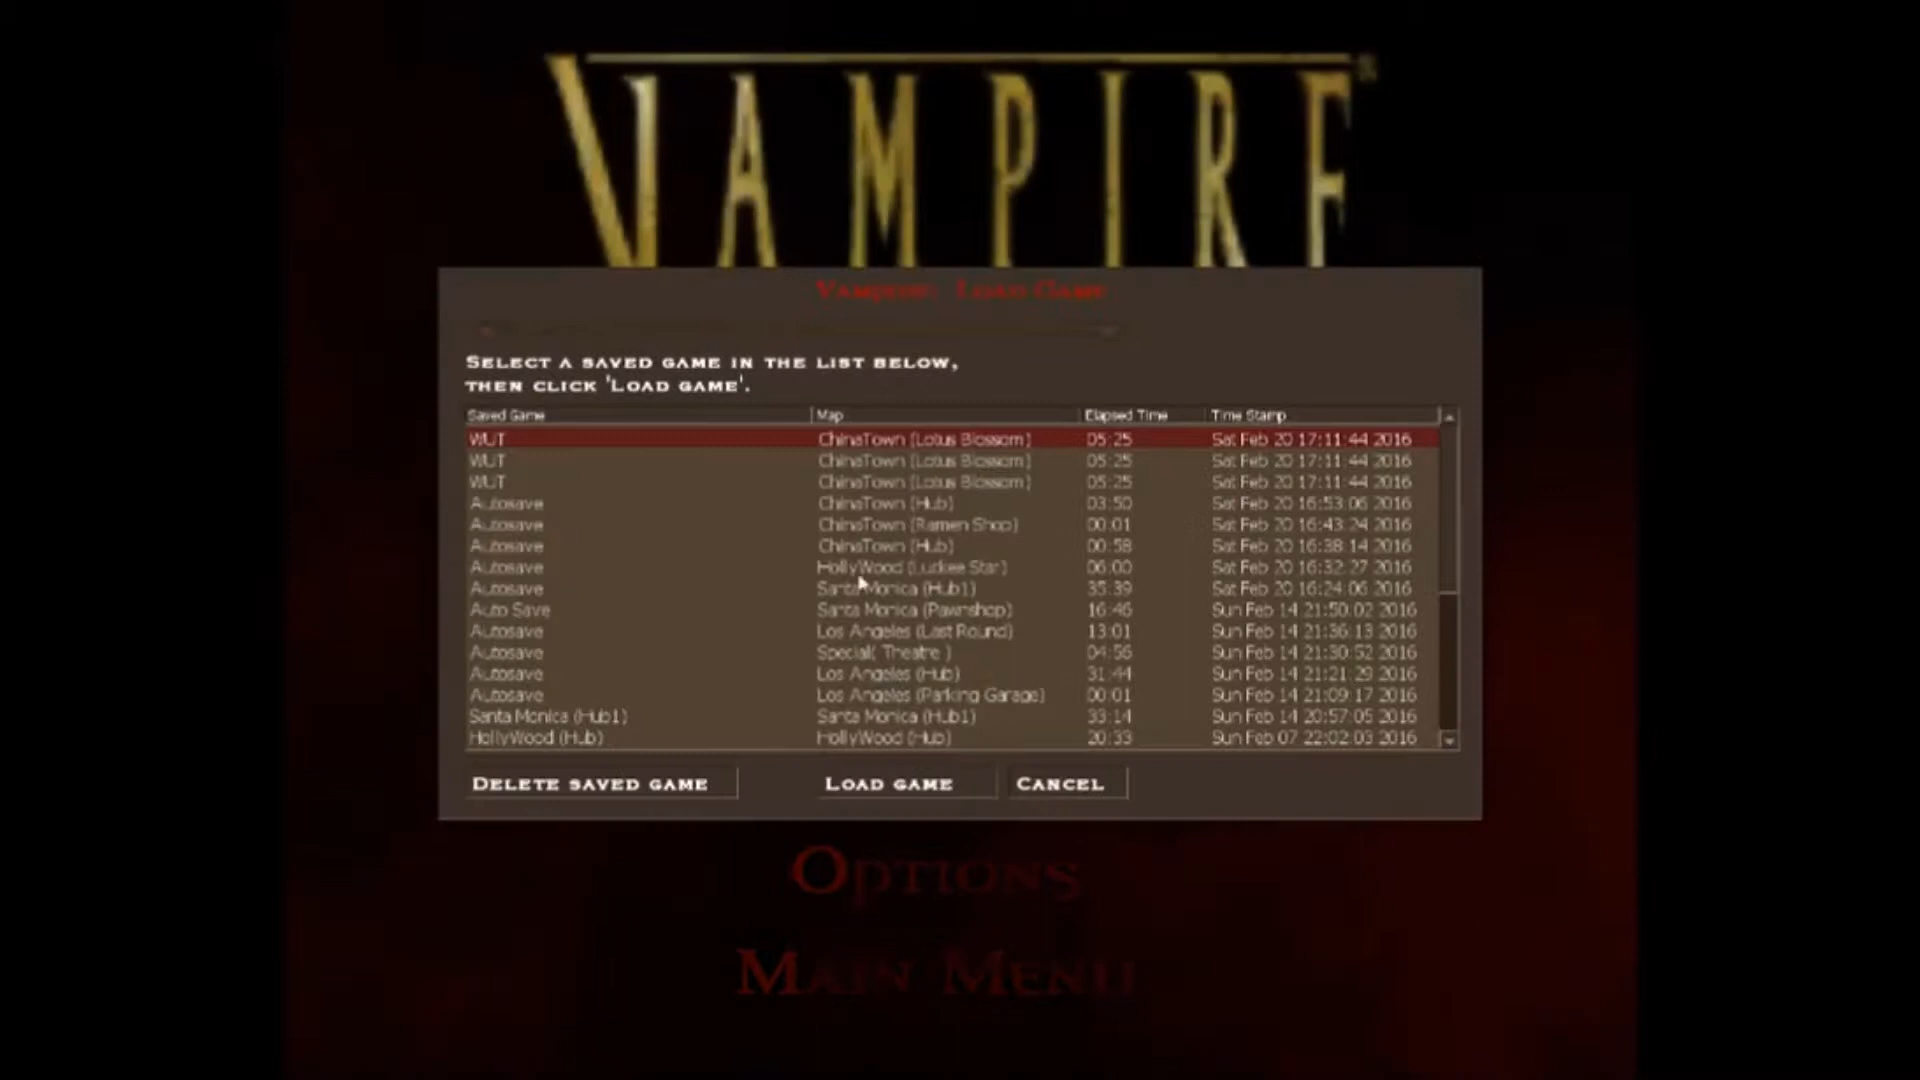 VAMPIRE
Vampire: Load Game
Select a saved game in the list below,
then click 'Load game'.
Saved Game Map Elapsed Time Time Stamp
WUT ChinaTown (Lotus Blossom) 05:25 Sat Feb 20 17:11:44 2016
WUT ChinaTown (Lotus Blossom) 05:25 Sat Feb 20 17:11:44 2016
WUT ChinaTown (Lotus Blossom) 05:25 Sat Feb 20 17:11:44 2016
Autosave ChinaTown (Hub) 03:50 Sat Feb 20 16:53:06 2016
Autosave ChinaTown (Ramen Shop) 00:01 Sat Feb 20 16:43:24 2016
Autosave ChinaTown (Hub) 00:58 Sat Feb 20 16:38:14 2016
Autosave HollyWood (Luckee Star) 06:00 Sat Feb 20 16:32:27 2016
Autosave Santa Monica (Hub1) 35:39 Sat Feb 20 16:24:06 2016
Auto Save Santa Monica (Pawnshop) 16:46 Sun Feb 14 21:50:02 2016
Autosave Los Angeles (Last Round) 13:01 Sun Feb 14 21:36:13 2016
Autosave Special( Theatre ) 04:56 Sun Feb 14 21:30:52 2016
Autosave Los Angeles (Hub) 31:44 Sun Feb 14 21:21:29 2016
Autosave Los Angeles (Parking Garage) 00:01 Sun Feb 14 21:09:17 2016
Santa Monica (Hub1) Santa Monica (Hub1) 33:14 Sun Feb 14 20:57:05 2016
HollyWood (Hub) HollyWood (Hub) 20:33 Sun Feb 07 22:02:03 2016
Delete saved game Load game Cancel
Options
Main Menu